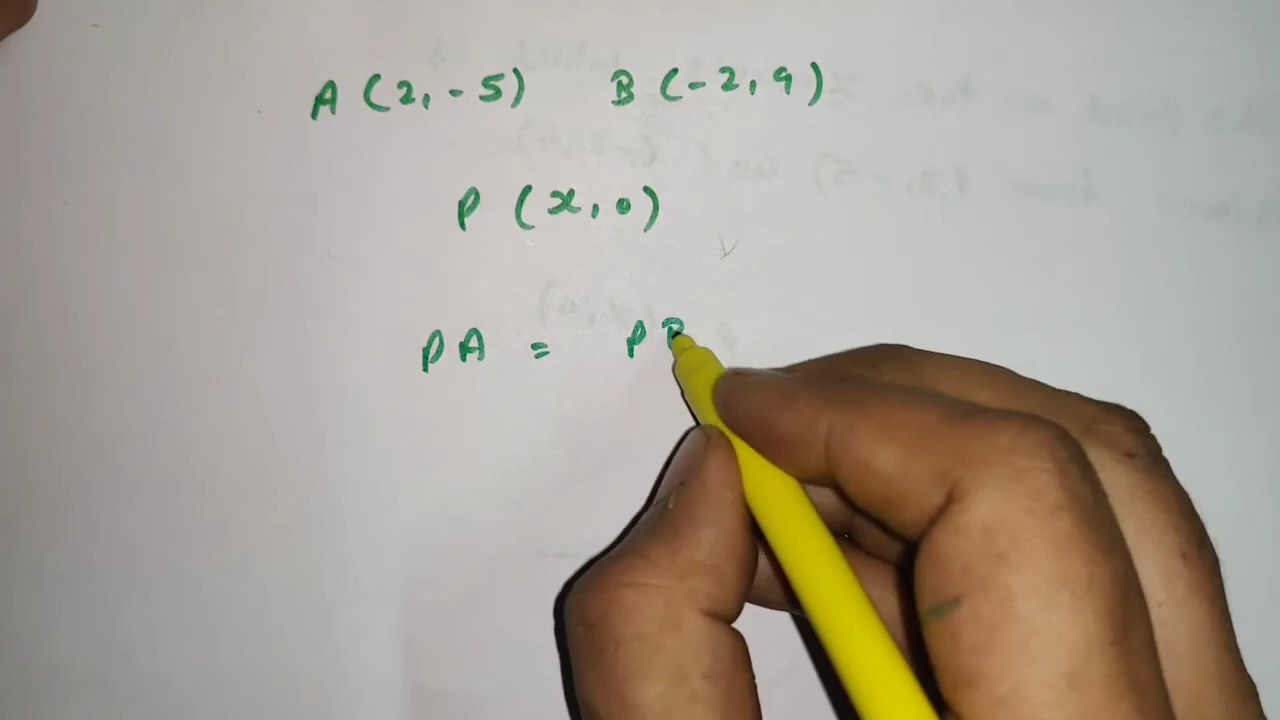 A (2, -5) B (-2, 9)
P (x, 0)
PA = PB